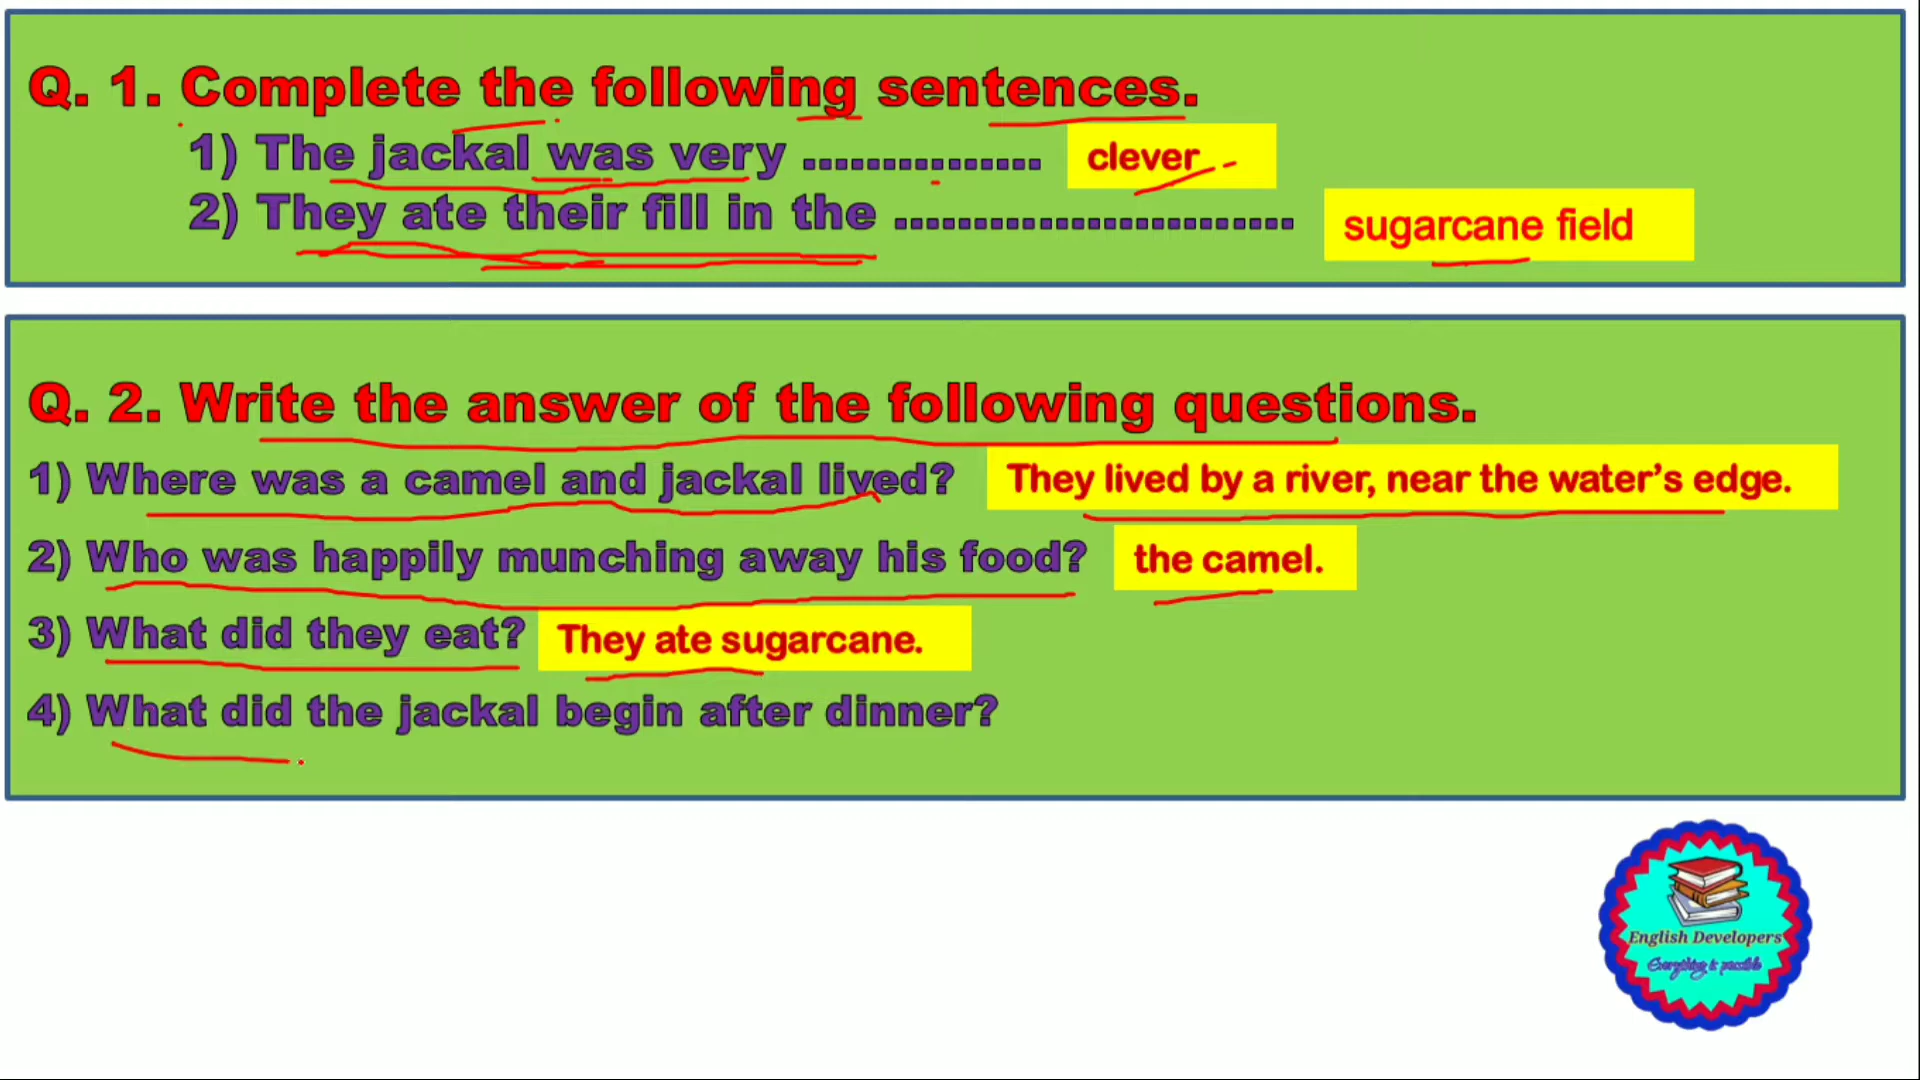 Q. 1. Complete the following sentences.
1) The jackal was very ............... clever
2) They ate their fill in the ......................... sugarcane field
Q. 2. Write the answer of the following questions.
1) Where was a camel and jackal lived? They lived by a river, near the water’s edge.
2) Who was happily munching away his food? the camel.
3) What did they eat? They ate sugarcane.
4) What did the jackal begin after dinner?
English Developers
Everything is possible